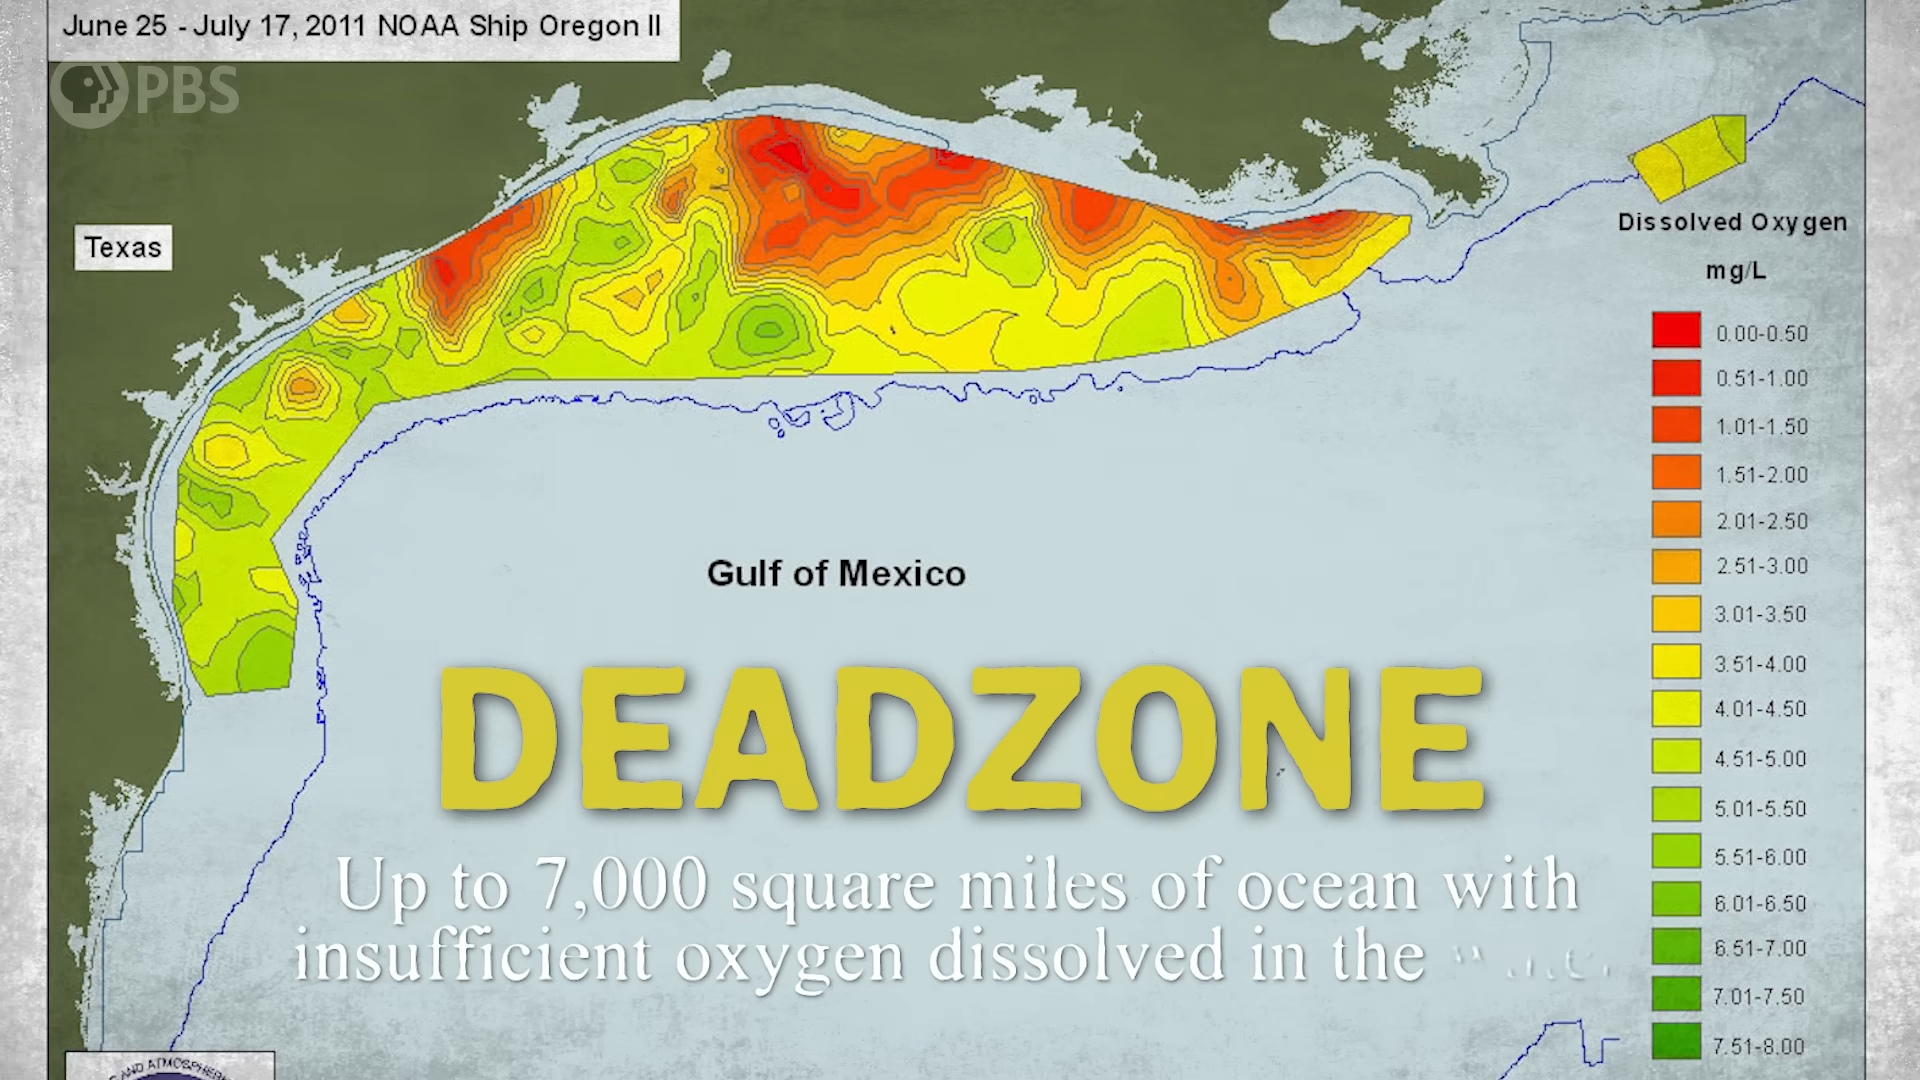 June 25 - July 17, 2011 NOAA Ship Oregon II
PBS
Texas
Dissolved Oxygen
mg/L
0.00-0.50
0.51-1.00
1.01-1.50
1.51-2.00
2.01-2.50
2.51-3.00
3.01-3.50
3.51-4.00
4.01-4.50
4.51-5.00
5.01-5.50
5.51-6.00
6.01-6.50
6.51-7.00
7.01-7.50
7.51-8.00
Gulf of Mexico
DEADZONE
Up to 7,000 square miles of ocean with
insufficient oxygen dissolved in the
AND ATMOSPHERI